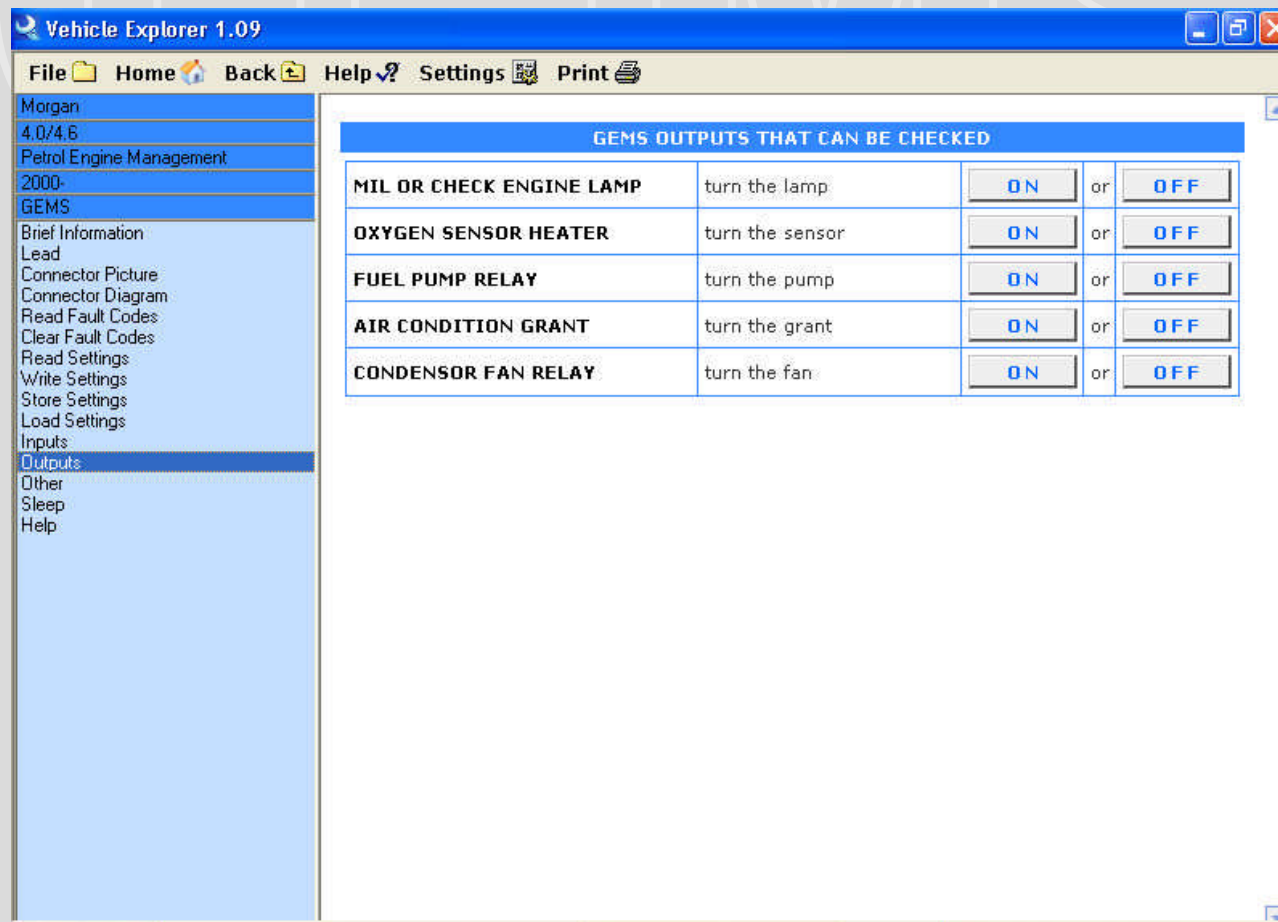 Vehicle Explorer 1.09
File Home Back Help Settings Print
Morgan
4.0/4.6
Petrol Engine Management
2000-
GEMS
Brief Information
Lead
Connector Picture
Connector Diagram
Read Fault Codes
Clear Fault Codes
Read Settings
Write Settings
Store Settings
Load Settings
Inputs
Outputs
Other
Sleep
Help
GEMS OUTPUTS THAT CAN BE CHECKED
MIL OR CHECK ENGINE LAMP turn the lamp ON or OFF
OXYGEN SENSOR HEATER turn the sensor ON or OFF
FUEL PUMP RELAY turn the pump ON or OFF
AIR CONDITION GRANT turn the grant ON or OFF
CONDENSOR FAN RELAY turn the fan ON or OFF